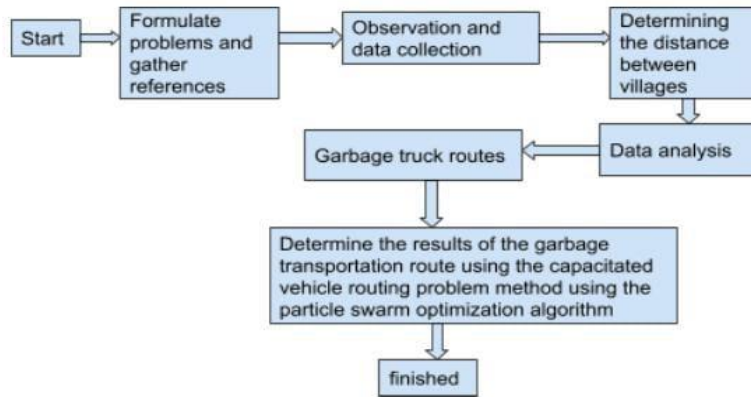 Start
Formulate
problems and
gather
references
Observation and
data collection
Determining
the distance
between
villages
Data analysis
Garbage truck routes
Determine the results of the garbage
transportation route using the capacitated
vehicle routing problem method using the
particle swarm optimization algorithm
finished